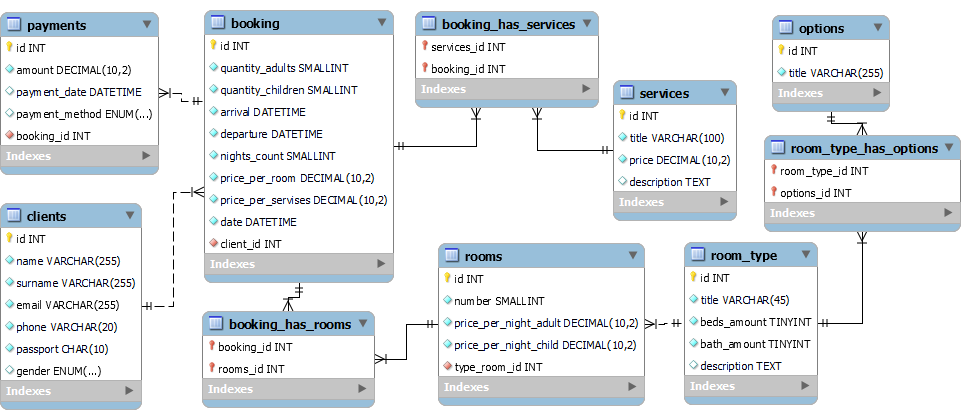 payments
id INT
amount DECIMAL(10,2)
payment_date DATETIME
payment_method ENUM(...)
booking_id INT
Indexes
booking
id INT
quantity_adults SMALLINT
quantity_children SMALLINT
arrival DATETIME
departure DATETIME
nights_count SMALLINT
price_per_room DECIMAL(10,2)
price_per_servises DECIMAL(10,2)
date DATETIME
client_id INT
Indexes
booking_has_services
services_id INT
booking_id INT
Indexes
services
id INT
title VARCHAR(100)
price DECIMAL(10,2)
description TEXT
Indexes
options
id INT
title VARCHAR(255)
Indexes
room_type_has_options
room_type_id INT
options_id INT
Indexes
clients
id INT
name VARCHAR(255)
surname VARCHAR(255)
email VARCHAR(255)
phone VARCHAR(20)
passport CHAR(10)
gender ENUM(...)
Indexes
booking_has_rooms
booking_id INT
rooms_id INT
Indexes
rooms
id INT
number SMALLINT
price_per_night_adult DECIMAL(10,2)
price_per_night_child DECIMAL(10,2)
type_room_id INT
Indexes
room_type
id INT
title VARCHAR(45)
beds_amount TINYINT
bath_amount TINYINT
description TEXT
Indexes